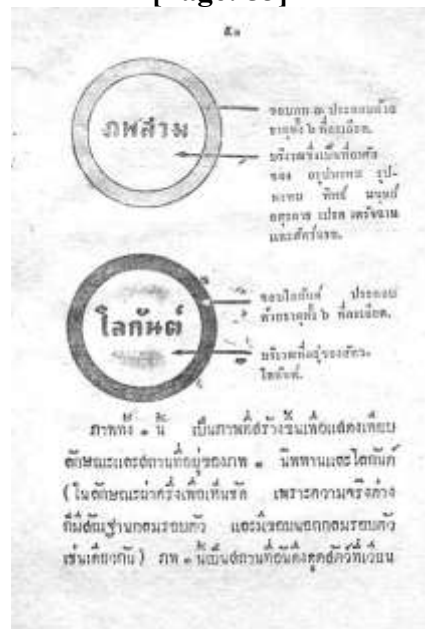 ๕๑
ภพสาม
ขอบภพ ๓ ประกอบด้วย
ธาตุทั้ง ๖ ที่ละเอียด.
บริเวณซึ่งเป็นที่อาศัย
ของ อรูปพรหม รูป-
พรหม ทิพย์ มนุษย์
อสุรกาย เปรต เดรัจฉาน
และสัตว์นรก.
โลกันต์
ขอบโลกันต์ ประกอบ
ด้วยธาตุทั้ง ๖ ที่ละเอียด.
บริเวณที่อยู่ของสัตว์-
โลกันต์.
ภาพทั้ง ๓ นี้ เป็นภาพที่สร้างขึ้นเพื่อแสดงเทียบ
ลักษณะและสถานที่อยู่ของภพ ๓ นิพพานและโลกันต์
(ในลักษณะผ่าครึ่งเพื่อเห็นชัด เพราะความจริงต่าง
ก็มีสัณฐานกลมรอบตัว และมีขอบนอกกลมรอบตัว
เช่นเดียวกัน) ภพ ๓ นี้เป็นสถานที่อันดึงดูดสัตว์ที่เวียน